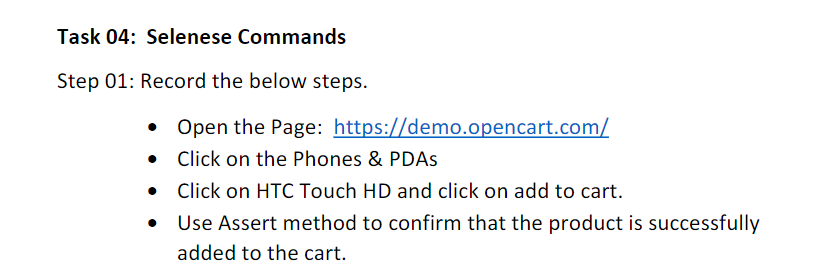 Task 04:  Selenese Commands
Step 01: Record the below steps.
• Open the Page:  https://demo.opencart.com/
• Click on the Phones & PDAs
• Click on HTC Touch HD and click on add to cart.
• Use Assert method to confirm that the product is successfully
added to the cart.